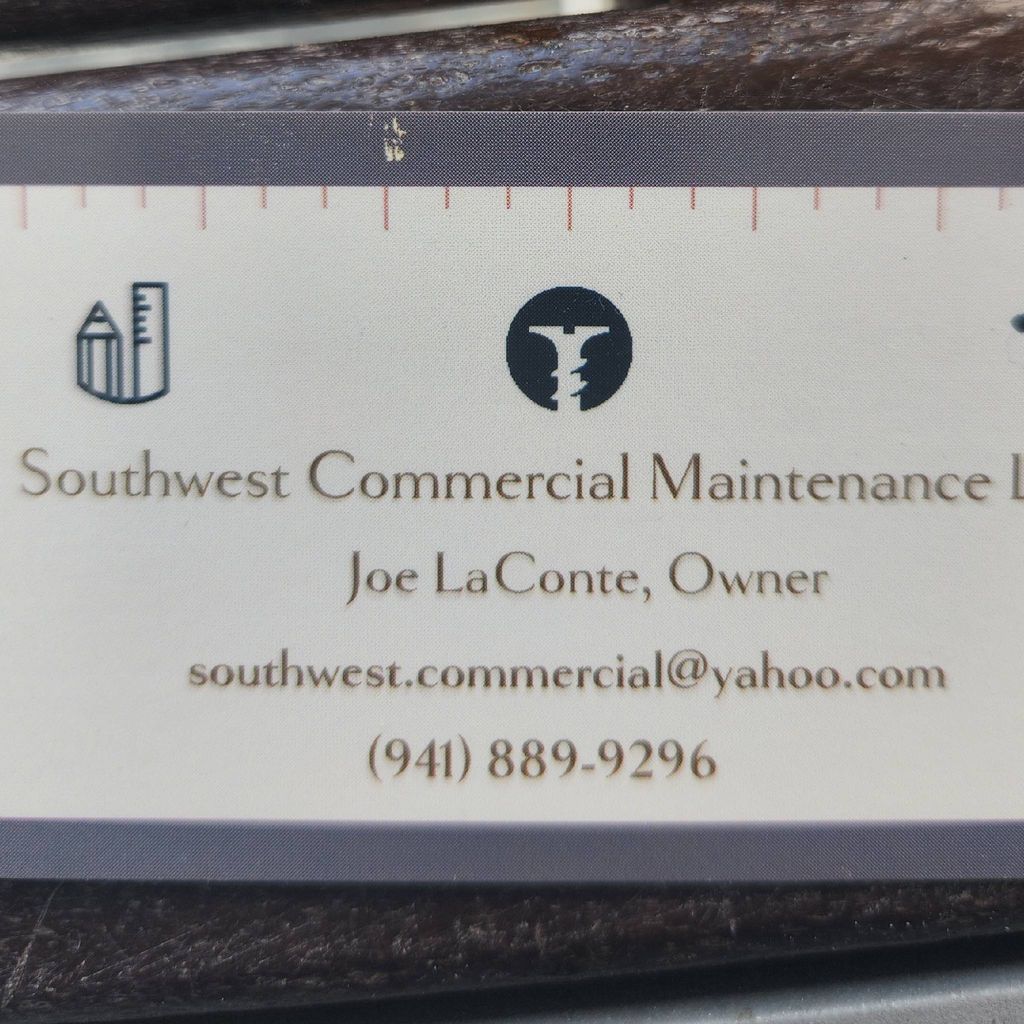 Southwest Commercial Maintenance
Joe LaConte, Owner
southwest.commercial@yahoo.com
(941) 889-9296